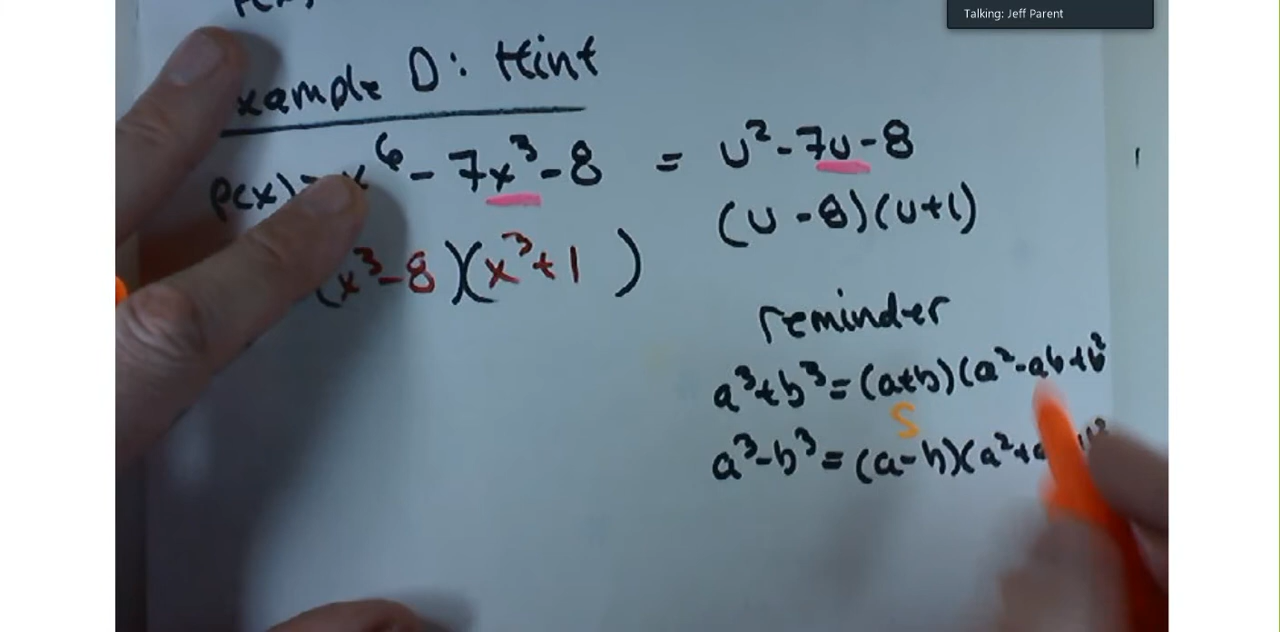 Talking: Jeff Parent
xample D: Hint
P(x) = x⁶ - 7x³ - 8 = u² - 7u - 8
(u - 8)(u + 1)
(x³ - 8)(x³ + 1 )
reminder
a³ + b³ = (a + b)(a² - ab + b²
S
a³ - b³ = (a - b)(a² +